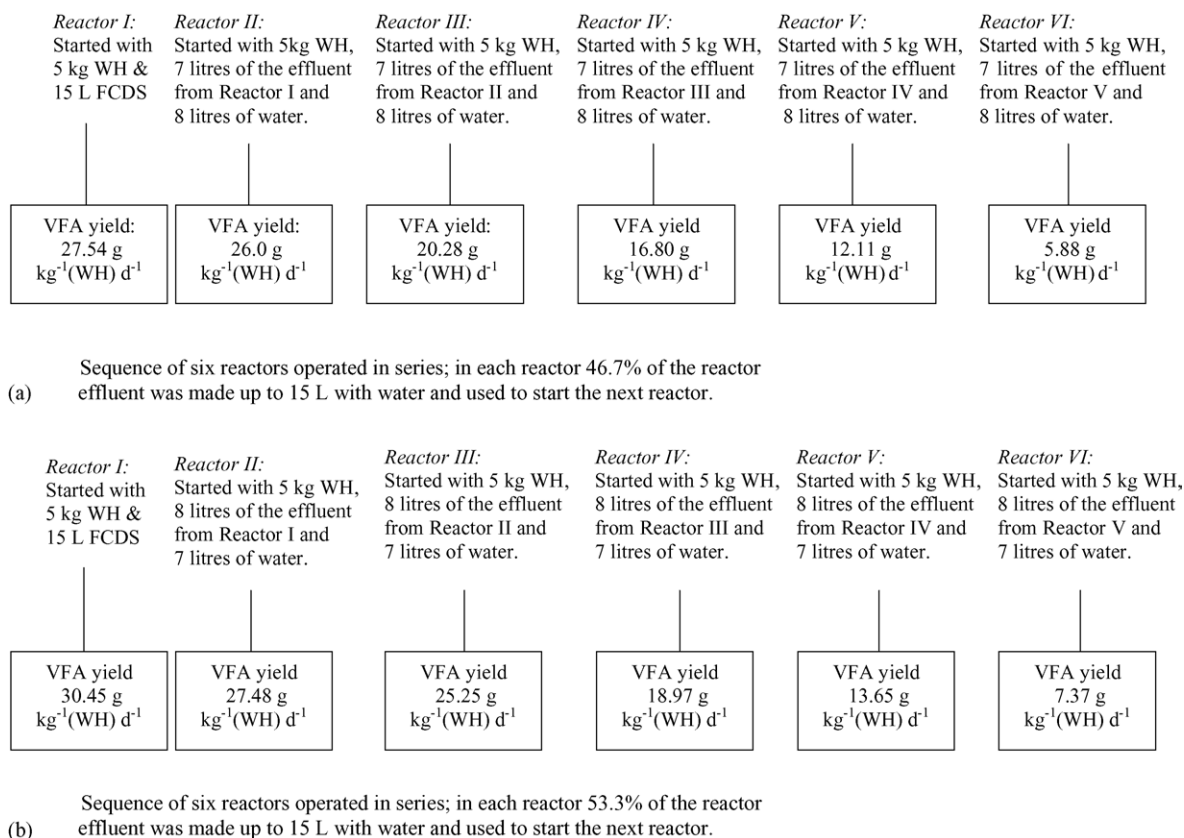 Reactor I:
Started with
5 kg WH &
15 L FCDS
Reactor II:
Started with 5kg WH,
7 litres of the effluent
from Reactor I and
8 litres of water.
Reactor III:
Started with 5 kg WH,
7 litres of the effluent
from Reactor II and
8 litres of water.
Reactor IV:
Started with 5 kg WH,
7 litres of the effluent
from Reactor III and
8 litres of water.
Reactor V:
Started with 5 kg WH,
7 litres of the effluent
from Reactor IV and
8 litres of water.
Reactor VI:
Started with 5 kg WH,
7 litres of the effluent
from Reactor V and
8 litres of water.
VFA yield:
27.54 g
kg⁻¹(WH) d⁻¹
VFA yield:
26.0 g
kg⁻¹(WH) d⁻¹
VFA yield:
20.28 g
kg⁻¹(WH) d⁻¹
VFA yield
16.80 g
kg⁻¹(WH) d⁻¹
VFA yield
12.11 g
kg⁻¹(WH) d⁻¹
VFA yield
5.88 g
kg⁻¹(WH) d⁻¹
Sequence of six reactors operated in series; in each reactor 46.7% of the reactor
(a) effluent was made up to 15 L with water and used to start the next reactor.
Reactor I:
Started with
5 kg WH &
15 L FCDS
Reactor II:
Started with 5 kg WH,
8 litres of the effluent
from Reactor I and
7 litres of water.
Reactor III:
Started with 5 kg WH,
8 litres of the effluent
from Reactor II and
7 litres of water.
Reactor IV:
Started with 5 kg WH,
8 litres of the effluent
from Reactor III and
7 litres of water.
Reactor V:
Started with 5 kg WH,
8 litres of the effluent
from Reactor IV and
7 litres of water.
Reactor VI:
Started with 5 kg WH,
8 litres of the effluent
from Reactor V and
7 litres of water.
VFA yield
30.45 g
kg⁻¹(WH) d⁻¹
VFA yield
27.48 g
kg⁻¹(WH) d⁻¹
VFA yield
25.25 g
kg⁻¹(WH) d⁻¹
VFA yield
18.97 g
kg⁻¹(WH) d⁻¹
VFA yield
13.65 g
kg⁻¹(WH) d⁻¹
VFA yield
7.37 g
kg⁻¹(WH) d⁻¹
Sequence of six reactors operated in series; in each reactor 53.3% of the reactor
(b) effluent was made up to 15 L with water and used to start the next reactor.